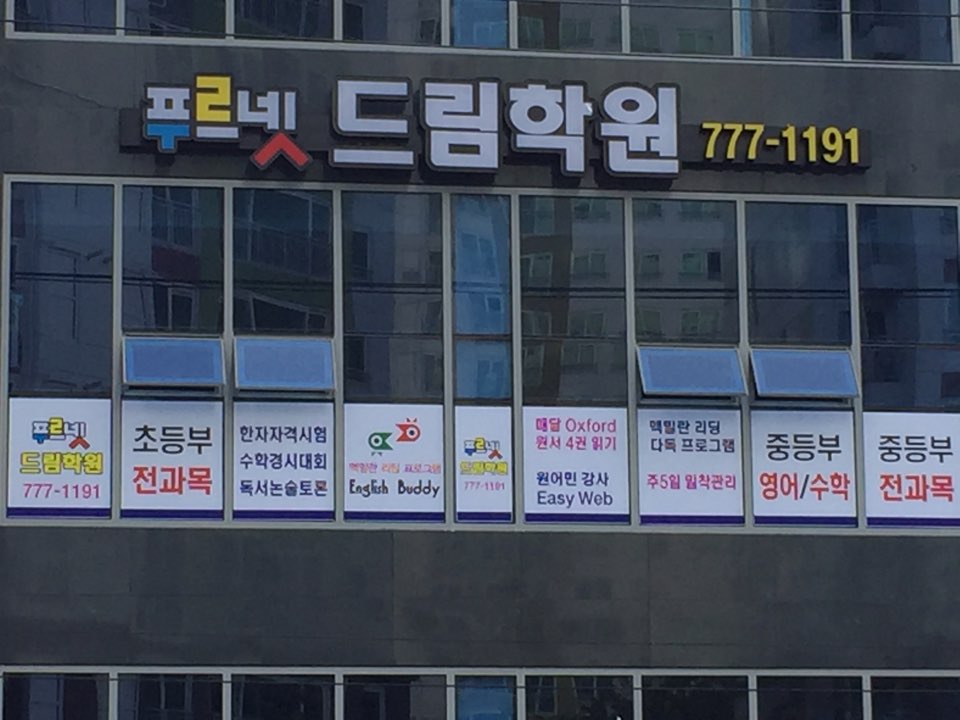 푸르넷 드림학원 777-1191
푸르넷
드림학원
777-1191
초등부
전과목
한자자격시험
수학경시대회
독서논술토론
맥밀란 리딩 프로그램
English Buddy
푸르넷
드림학원
777-1191
매달 Oxford
원서 4권 읽기
원어민 강사
Easy Web
맥밀란 리딩
다독 프로그램
주5일 밀착관리
중등부
영어/수학
중등부
전과목